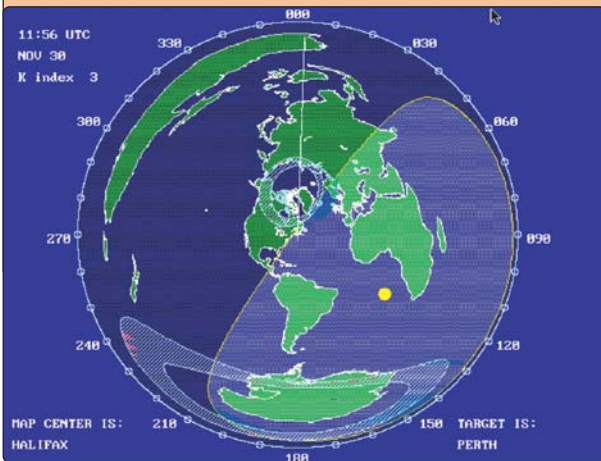 000
11:56 UTC
NOV 30
K index 3
330
030
300
060
270
090
240
120
MAP CENTER IS:
HALIFAX
210
150
TARGET IS:
PERTH
180